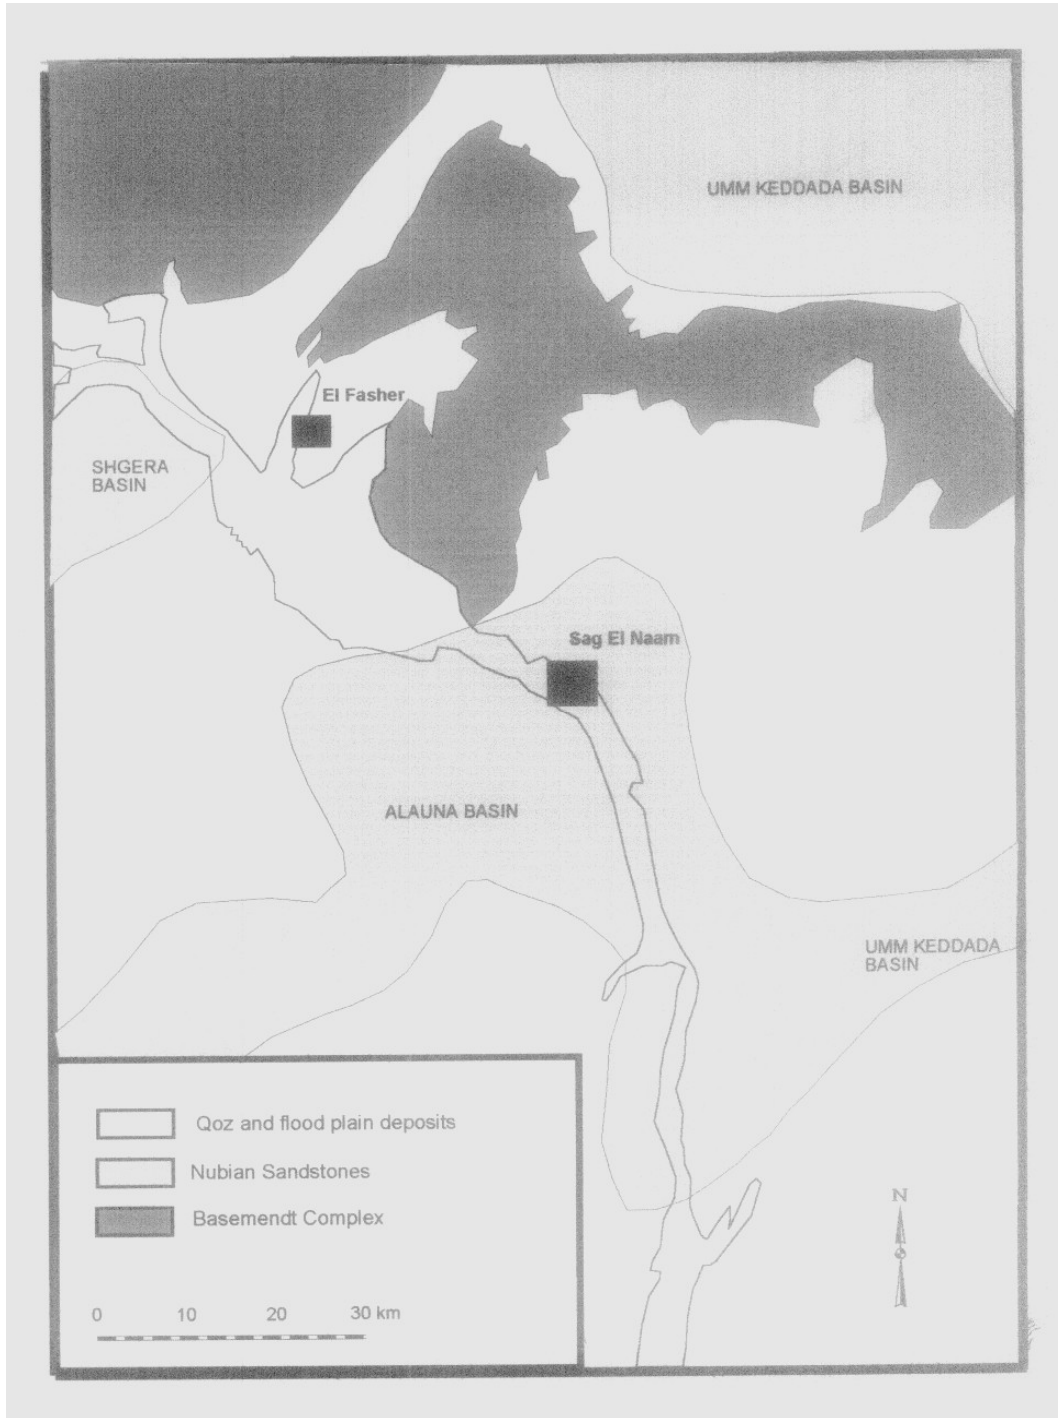 UMM KEDDADA BASIN
El Fasher
SHGERA
BASIN
Sag El Naam
ALAUNA BASIN
UMM KEDDADA
BASIN
Qoz and flood plain deposits
Nubian Sandstones
Basemendt Complex
N
0 10 20 30 km